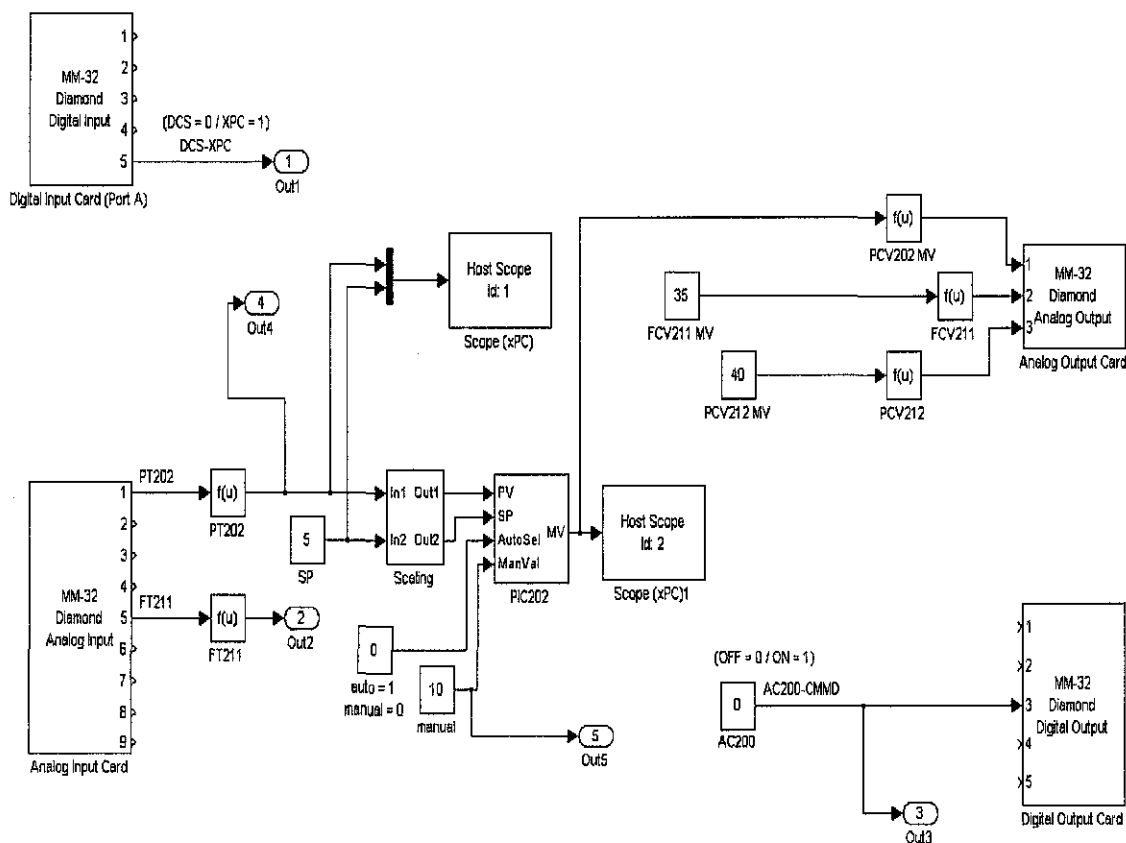 MM-32
Diamond
Digital Input
1
2
3
4
5
Digital Input Card (Port A)
(DCS = 0 / XPC = 1)
DCS-XPC
1
Out1
4
Out4
Host Scope
Id: 1
Scope (xPC)
f(u)
PCV202 MV
35
FCV211 MV
f(u)
FCV211
40
PCV212 MV
f(u)
PCV212
1
2
3
MM-32
Diamond
Analog Output
Analog Output Card
MM-32
Diamond
Analog Input
1
2
3
4
5
6
7
8
9
Analog Input Card
PT202
f(u)
PT202
FT211
f(u)
FT211
2
Out2
5
SP
In1 Out1
In2 Out2
Scaling
PV
SP
AutoSel
ManVal
MV
PIC202
Host Scope
Id: 2
Scope (xPC)1
0
auto = 1
manual = 0
10
manual
5
Out5
(OFF = 0 / ON = 1)
0
AC200
AC200-CMMD
3
Out3
1
2
3
4
5
MM-32
Diamond
Digital Output
Digital Output Card